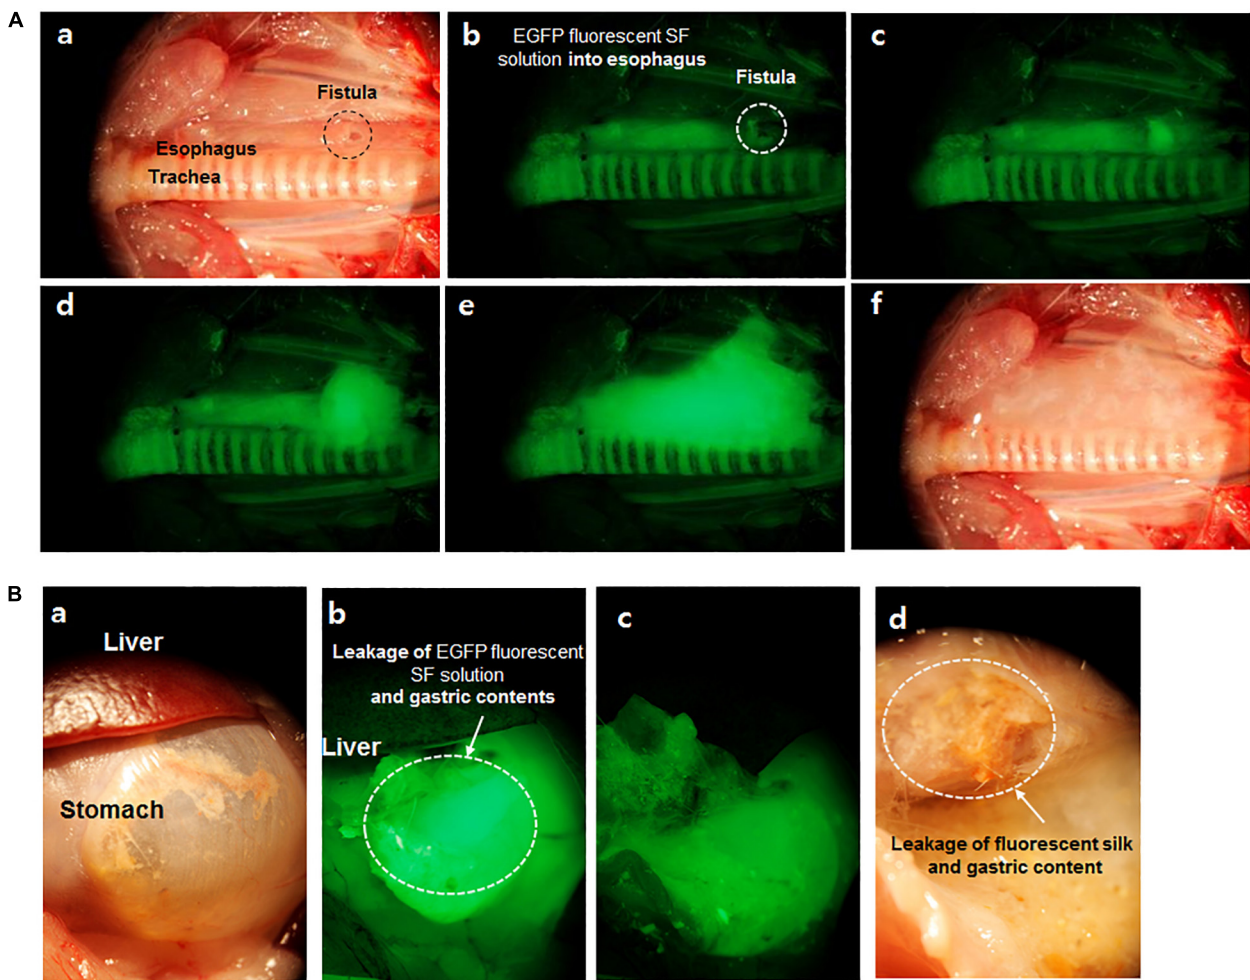 A
a
Fistula
Esophagus
Trachea
b
EGFP fluorescent SF
solution into esophagus
Fistula
c
d
e
f
B
a
Liver
Stomach
b
Leakage of EGFP fluorescent
SF solution
and gastric contents
Liver
c
d
Leakage of fluorescent silk
and gastric content